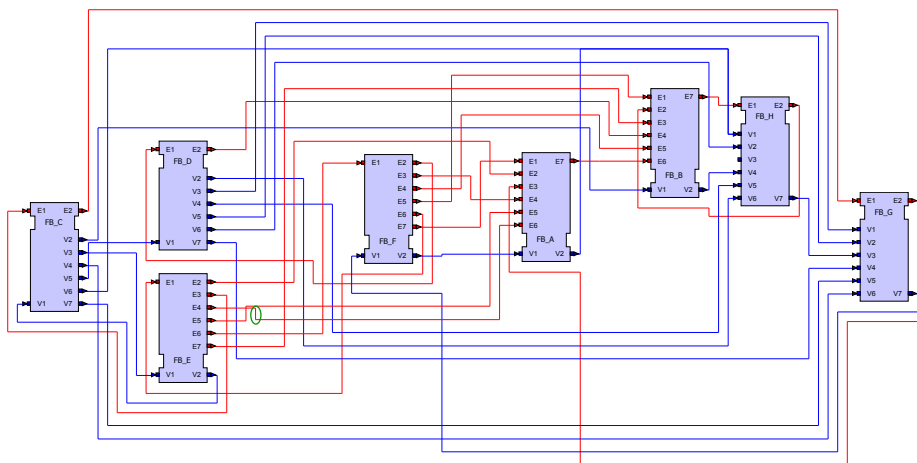 E1 E2
FB_C
V2
V3
V4
V5
V6
V1 V7
E1 E2
FB_D
V2
V3
V4
V5
V6
V1 V7
E1 E2
E3
E4
E5
E6
E7
FB_E
V1 V2
E1 E2
E3
E4
E5
E6
E7
FB_F
V1 V2
E1 E7
E2
E3
E4
E5
E6
FB_A
V1 V2
E1 E7
E2
E3
E4
E5
E6
FB_B
V1 V2
E1 E2
FB_H
V1
V2
V3
V4
V5
V6 V7
E1 E2
FB_G
V1
V2
V3
V4
V5
V6 V7